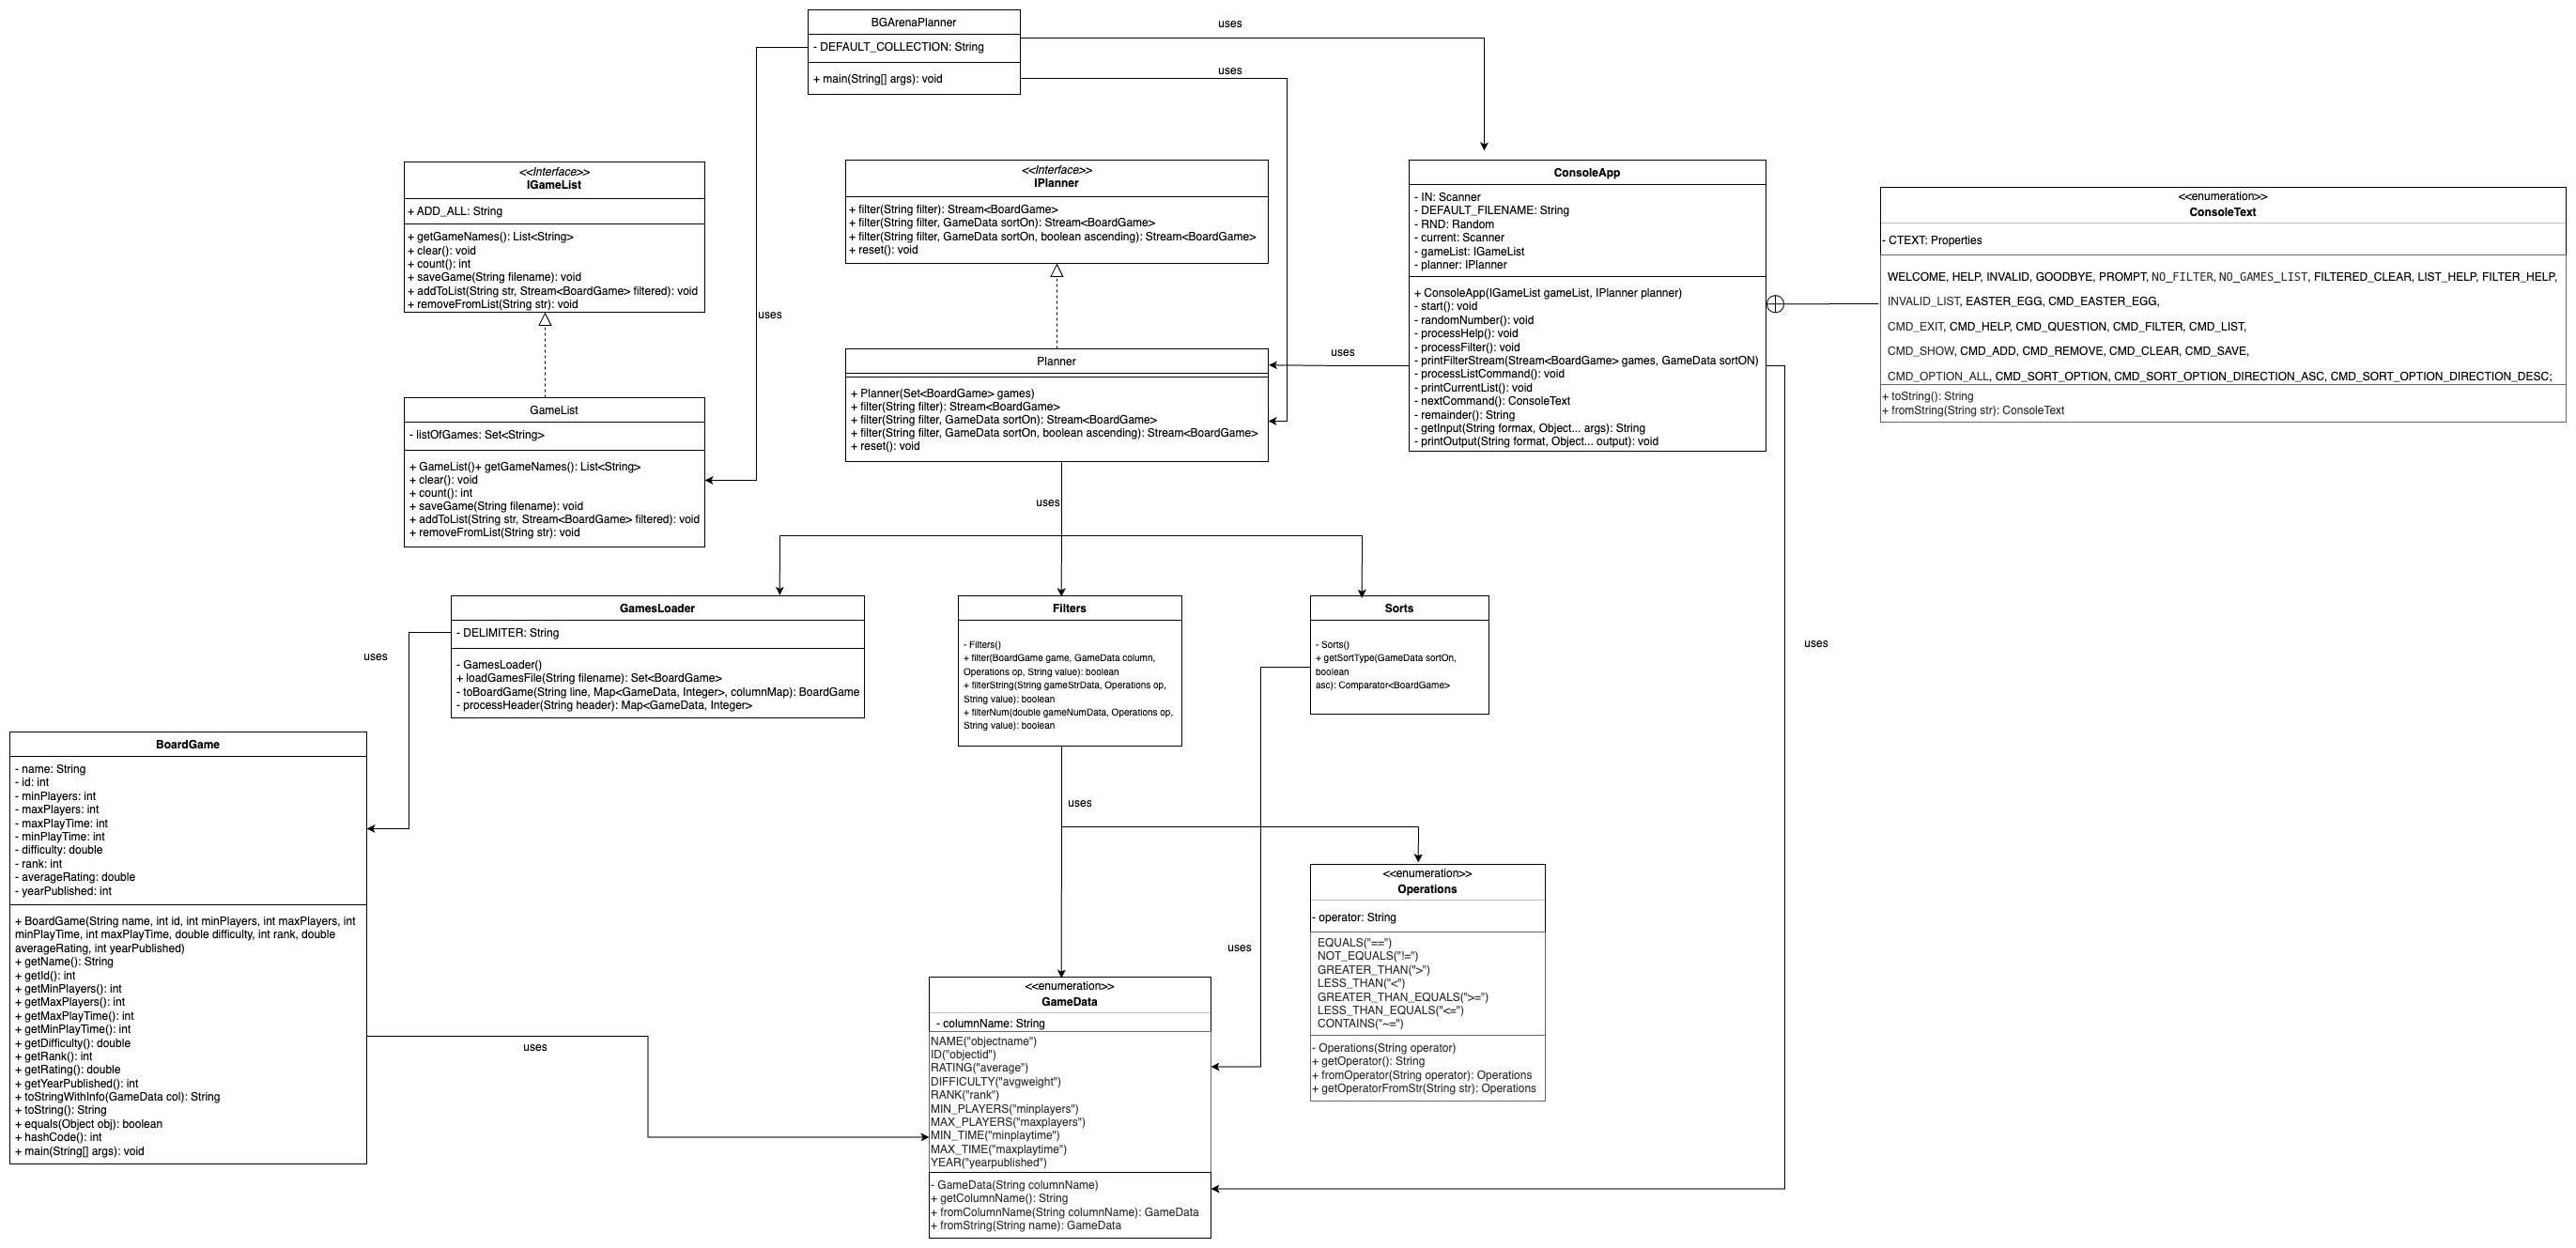 BGArenaPlanner
- DEFAULT_COLLECTION: String
+ main(String[] args): void
uses
uses
uses
<<Interface>>
IGameList
+ ADD_ALL: String
+ getGameNames(): List<String>
+ clear(): void
+ count(): int
+ saveGame(String filename): void
+ addToList(String str, Stream<BoardGame> filtered): void
+ removeFromList(String str): void
<<Interface>>
IPlanner
+ filter(String filter): Stream<BoardGame>
+ filter(String filter, GameData sortOn): Stream<BoardGame>
+ filter(String filter, GameData sortOn, boolean ascending): Stream<BoardGame>
+ reset(): void
ConsoleApp
- IN: Scanner
- DEFAULT_FILENAME: String
- RND: Random
- current: Scanner
- gameList: IGameList
- planner: IPlanner
+ ConsoleApp(IGameList gameList, IPlanner planner)
- start(): void
- randomNumber(): void
- processHelp(): void
- processFilter(): void
- printFilterStream(Stream<BoardGame> games, GameData sortON)
- processListCommand(): void
- printCurrentList(): void
- nextCommand(): ConsoleText
- remainder(): String
- getInput(String formax, Object... args): String
- printOutput(String format, Object... output): void
<<enumeration>>
ConsoleText
- CTEXT: Properties
WELCOME, HELP, INVALID, GOODBYE, PROMPT, NO_FILTER, NO_GAMES_LIST, FILTERED_CLEAR, LIST_HELP, FILTER_HELP,
INVALID_LIST, EASTER_EGG, CMD_EASTER_EGG,
CMD_EXIT, CMD_HELP, CMD_QUESTION, CMD_FILTER, CMD_LIST,
CMD_SHOW, CMD_ADD, CMD_REMOVE, CMD_CLEAR, CMD_SAVE,
CMD_OPTION_ALL, CMD_SORT_OPTION, CMD_SORT_OPTION_DIRECTION_ASC, CMD_SORT_OPTION_DIRECTION_DESC;
+ toString(): String
+ fromString(String str): ConsoleText
GameList
- listOfGames: Set<String>
+ GameList()+ getGameNames(): List<String>
+ clear(): void
+ count(): int
+ saveGame(String filename): void
+ addToList(String str, Stream<BoardGame> filtered): void
+ removeFromList(String str): void
Planner
+ Planner(Set<BoardGame> games)
+ filter(String filter): Stream<BoardGame>
+ filter(String filter, GameData sortOn): Stream<BoardGame>
+ filter(String filter, GameData sortOn, boolean ascending): Stream<BoardGame>
+ reset(): void
uses
uses
GamesLoader
- DELIMITER: String
- GamesLoader()
+ loadGamesFile(String filename): Set<BoardGame>
- toBoardGame(String line, Map<GameData, Integer>, columnMap): BoardGame
- processHeader(String header): Map<GameData, Integer>
Filters
- Filters()
+ filter(BoardGame game, GameData column,
Operations op, String value): boolean
+ filterString(String gameStrData, Operations op,
String value): boolean
+ filterNum(double gameNumData, Operations op,
String value): boolean
Sorts
- Sorts()
+ getSortType(GameData sortOn,
boolean
asc): Comparator<BoardGame>
uses
uses
BoardGame
- name: String
- id: int
- minPlayers: int
- maxPlayers: int
- maxPlayTime: int
- minPlayTime: int
- difficulty: double
- rank: int
- averageRating: double
- yearPublished: int
+ BoardGame(String name, int id, int minPlayers, int maxPlayers, int
minPlayTime, int maxPlayTime, double difficulty, int rank, double
averageRating, int yearPublished)
+ getName(): String
+ getId(): int
+ getMinPlayers(): int
+ getMaxPlayers(): int
+ getMaxPlayTime(): int
+ getMinPlayTime(): int
+ getDifficulty(): double
+ getRank(): int
+ getRating(): double
+ getYearPublished(): int
+ toStringWithInfo(GameData col): String
+ toString(): String
+ equals(Object obj): boolean
+ hashCode(): int
+ main(String[] args): void
uses
uses
uses
<<enumeration>>
Operations
- operator: String
EQUALS("==")
NOT_EQUALS("!=")
GREATER_THAN(">")
LESS_THAN("<")
GREATER_THAN_EQUALS(">=")
LESS_THAN_EQUALS("<=")
CONTAINS("~=")
- Operations(String operator)
+ getOperator(): String
+ fromOperator(String operator): Operations
+ getOperatorFromStr(String str): Operations
<<enumeration>>
GameData
- columnName: String
NAME("objectname")
ID("objectid")
RATING("average")
DIFFICULTY("avgweight")
RANK("rank")
MIN_PLAYERS("minplayers")
MAX_PLAYERS("maxplayers")
MIN_TIME("minplaytime")
MAX_TIME("maxplaytime")
YEAR("yearpublished")
- GameData(String columnName)
+ getColumnName(): String
+ fromColumnName(String columnName): GameData
+ fromString(String name): GameData